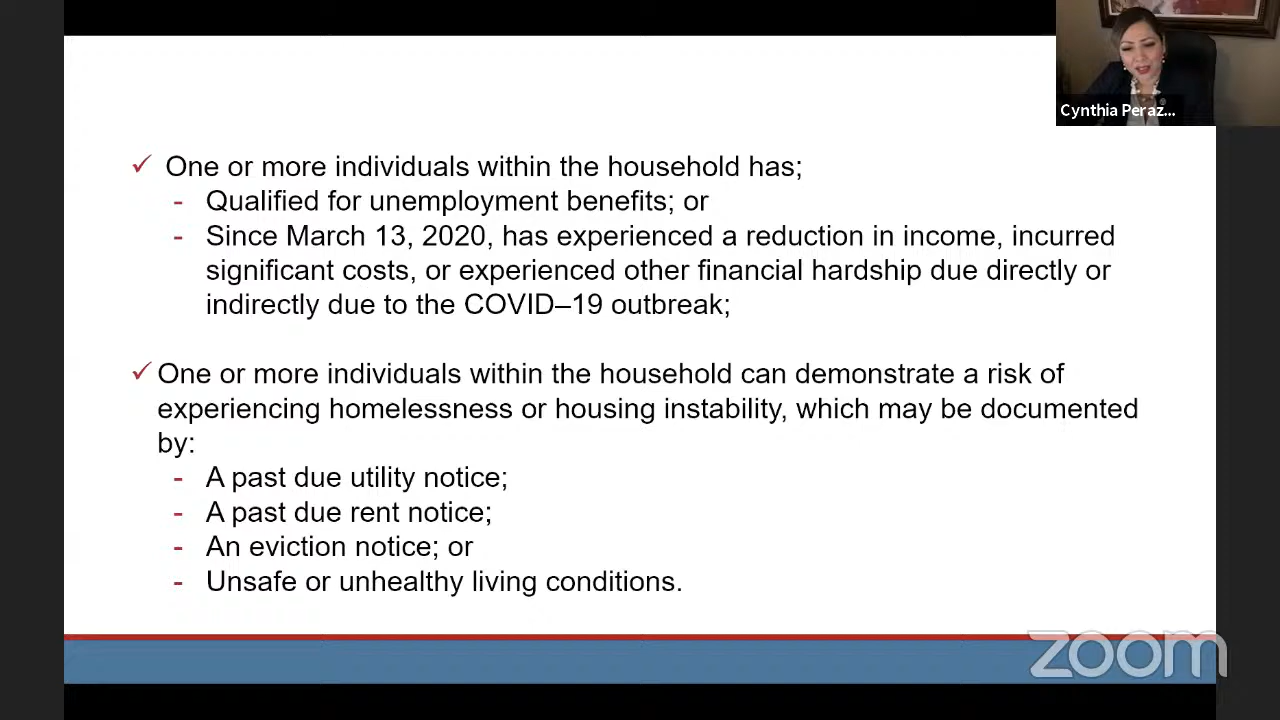 Cynthia Peraz...
✓ One or more individuals within the household has;
- Qualified for unemployment benefits; or
- Since March 13, 2020, has experienced a reduction in income, incurred
significant costs, or experienced other financial hardship due directly or
indirectly due to the COVID–19 outbreak;
✓ One or more individuals within the household can demonstrate a risk of
experiencing homelessness or housing instability, which may be documented
by:
- A past due utility notice;
- A past due rent notice;
- An eviction notice; or
- Unsafe or unhealthy living conditions.
zoom